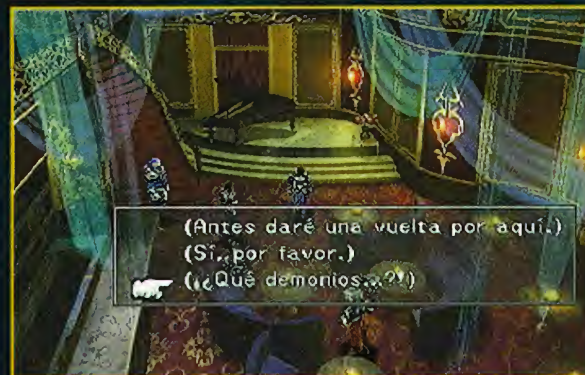 (Antes daré una vuelta por aquí.)
(Sí, por favor.)
(¡¿Qué demonios...?!)